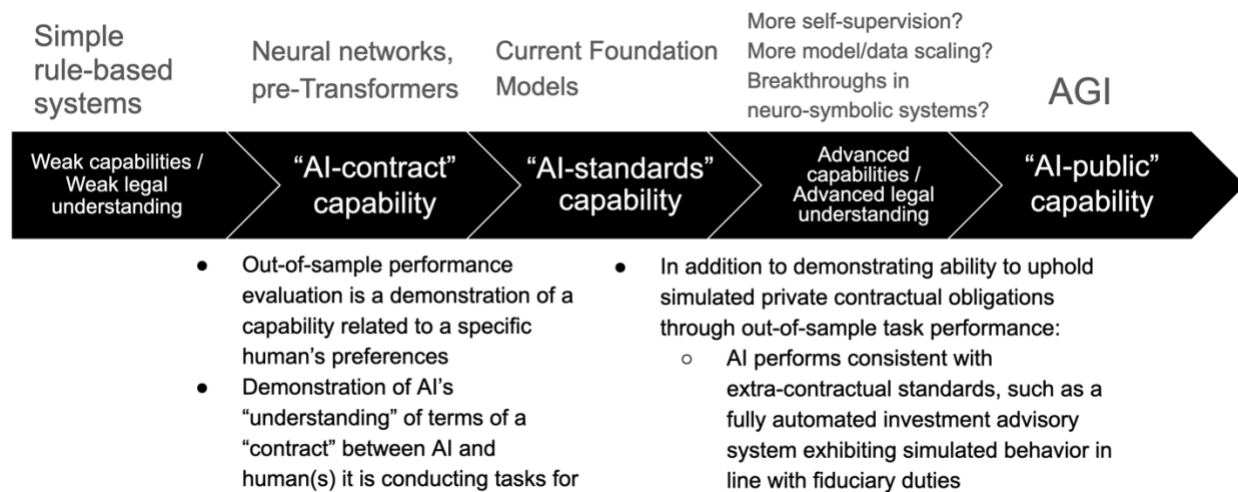 Simple
rule-based
systems
Neural networks,
pre-Transformers
Current Foundation
Models
More self-supervision?
More model/data scaling?
Breakthroughs in
neuro-symbolic systems?
AGI
Weak capabilities /
Weak legal
understanding
“AI-contract”
capability
“AI-standards”
capability
Advanced
capabilities /
Advanced legal
understanding
“AI-public”
capability
● Out-of-sample performance
evaluation is a demonstration of a
capability related to a specific
human’s preferences
● Demonstration of AI’s
“understanding” of terms of a
“contract” between AI and
human(s) it is conducting tasks for
● In addition to demonstrating ability to uphold
simulated private contractual obligations
through out-of-sample task performance:
○ AI performs consistent with
extra-contractual standards, such as a
fully automated investment advisory
system exhibiting simulated behavior in
line with fiduciary duties